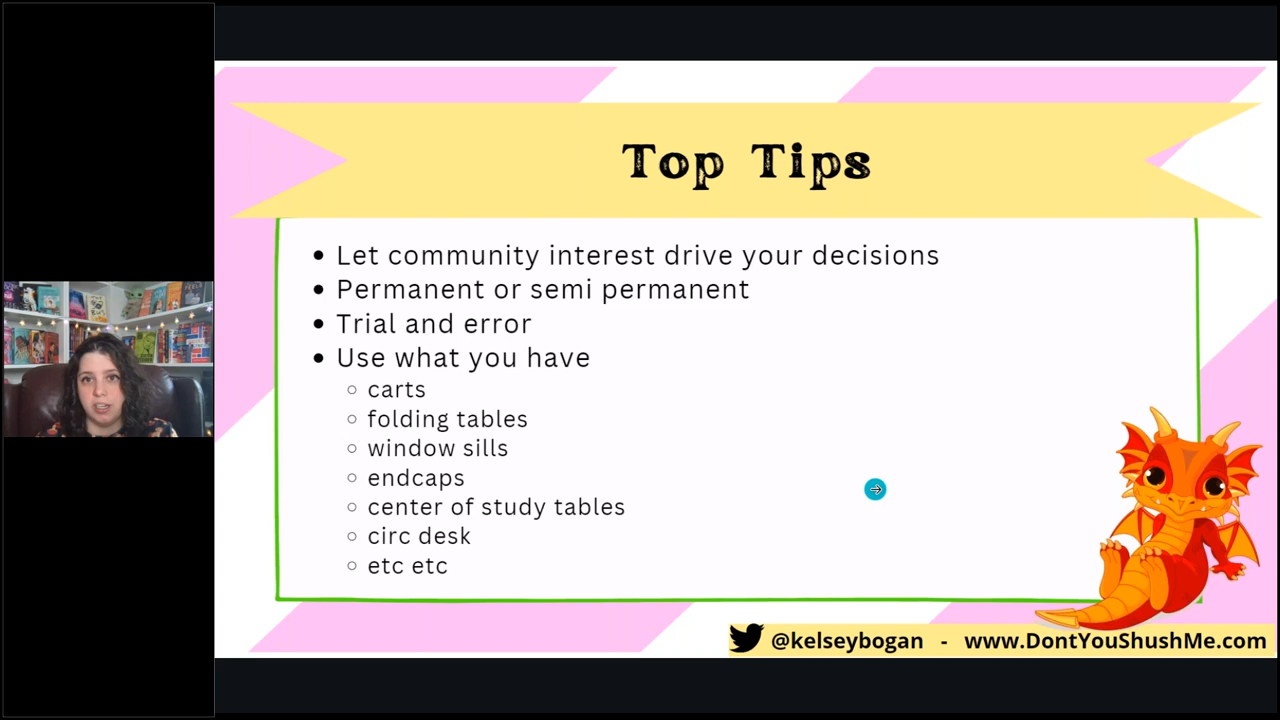 Top Tips
Let community interest drive your decisions
Permanent or semi permanent
Trial and error
Use what you have
carts
folding tables
window sills
endcaps
center of study tables
circ desk
etc etc
@kelseybogan - www.DontYouShushMe.com